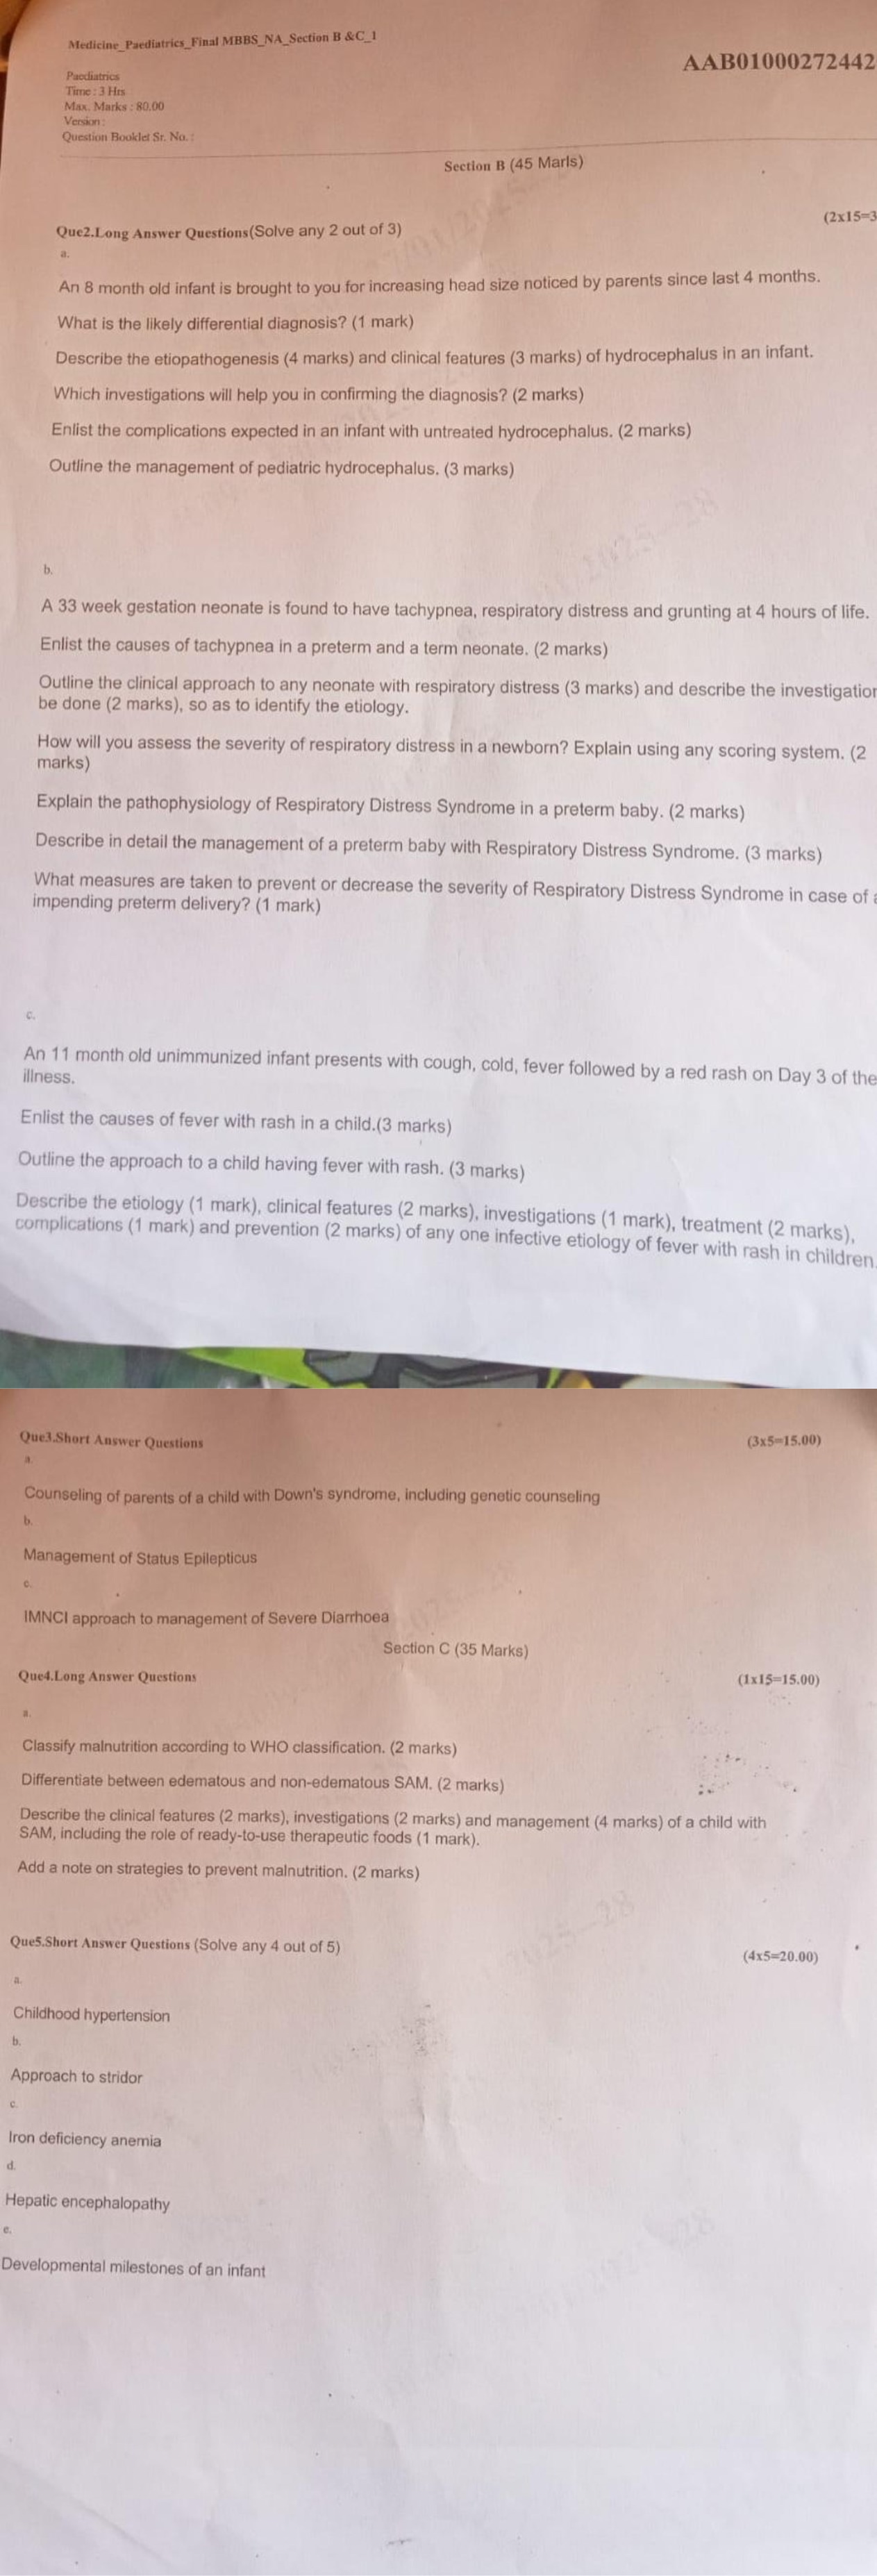 Medicine_Paediatrics_Final MBBS_NA_Section B &C_1
AAB01000272442
Paediatrics
Time : 3 Hrs
Max. Marks : 80.00
Version :
Question Booklet Sr. No. :
Section B (45 Marls)
(2x15=3
Que2.Long Answer Questions(Solve any 2 out of 3)
a.
An 8 month old infant is brought to you for increasing head size noticed by parents since last 4 months.
What is the likely differential diagnosis? (1 mark)
Describe the etiopathogenesis (4 marks) and clinical features (3 marks) of hydrocephalus in an infant.
Which investigations will help you in confirming the diagnosis? (2 marks)
Enlist the complications expected in an infant with untreated hydrocephalus. (2 marks)
Outline the management of pediatric hydrocephalus. (3 marks)
b.
A 33 week gestation neonate is found to have tachypnea, respiratory distress and grunting at 4 hours of life.
Enlist the causes of tachypnea in a preterm and a term neonate. (2 marks)
Outline the clinical approach to any neonate with respiratory distress (3 marks) and describe the investigation
be done (2 marks), so as to identify the etiology.
How will you assess the severity of respiratory distress in a newborn? Explain using any scoring system. (2
marks)
Explain the pathophysiology of Respiratory Distress Syndrome in a preterm baby. (2 marks)
Describe in detail the management of a preterm baby with Respiratory Distress Syndrome. (3 marks)
What measures are taken to prevent or decrease the severity of Respiratory Distress Syndrome in case of a
impending preterm delivery? (1 mark)
c.
An 11 month old unimmunized infant presents with cough, cold, fever followed by a red rash on Day 3 of the
illness.
Enlist the causes of fever with rash in a child.(3 marks)
Outline the approach to a child having fever with rash. (3 marks)
Describe the etiology (1 mark), clinical features (2 marks), investigations (1 mark), treatment (2 marks),
complications (1 mark) and prevention (2 marks) of any one infective etiology of fever with rash in children.
Que3.Short Answer Questions
(3x5=15.00)
a.
Counseling of parents of a child with Down's syndrome, including genetic counseling
b.
Management of Status Epilepticus
c.
IMNCI approach to management of Severe Diarrhoea
Section C (35 Marks)
Que4.Long Answer Questions
(1x15=15.00)
a.
Classify malnutrition according to WHO classification. (2 marks)
Differentiate between edematous and non-edematous SAM. (2 marks)
Describe the clinical features (2 marks), investigations (2 marks) and management (4 marks) of a child with
SAM, including the role of ready-to-use therapeutic foods (1 mark).
Add a note on strategies to prevent malnutrition. (2 marks)
Que5.Short Answer Questions (Solve any 4 out of 5)
(4x5=20.00)
a.
Childhood hypertension
b.
Approach to stridor
c.
Iron deficiency anemia
d.
Hepatic encephalopathy
e.
Developmental milestones of an infant